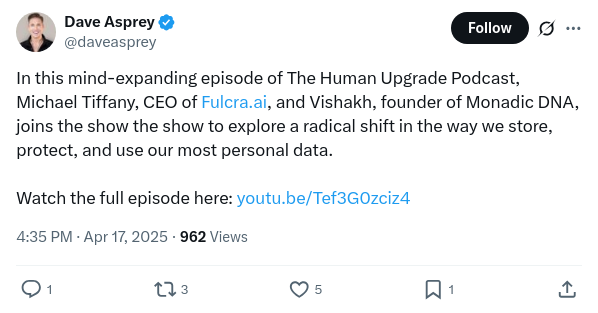 Dave Asprey
@daveasprey
Follow
In this mind-expanding episode of The Human Upgrade Podcast,
Michael Tiffany, CEO of Fulcra.ai, and Vishakh, founder of Monadic DNA,
joins the show the show to explore a radical shift in the way we store,
protect, and use our most personal data.
Watch the full episode here: youtu.be/Tef3G0zciz4
4:35 PM · Apr 17, 2025 · 962 Views
1
3
5
1